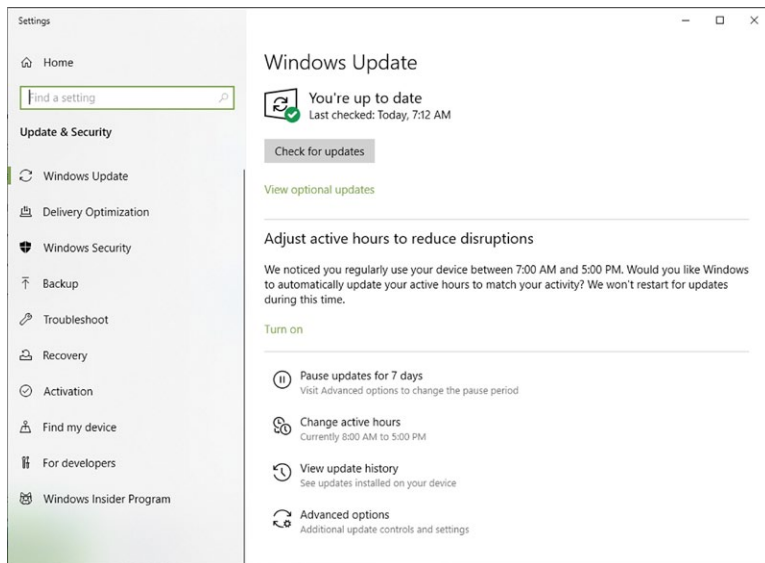 Settings
Home
Find a setting
Update & Security
Windows Update
Delivery Optimization
Windows Security
Backup
Troubleshoot
Recovery
Activation
Find my device
For developers
Windows Insider Program
Windows Update
You're up to date
Last checked: Today, 7:12 AM
Check for updates
View optional updates
Adjust active hours to reduce disruptions
We noticed you regularly use your device between 7:00 AM and 5:00 PM. Would you like Windows
to automatically update your active hours to match your activity? We won't restart for updates
during this time.
Turn on
Pause updates for 7 days
Visit Advanced options to change the pause period
Change active hours
Currently 8:00 AM to 5:00 PM
View update history
See updates installed on your device
Advanced options
Additional update controls and settings